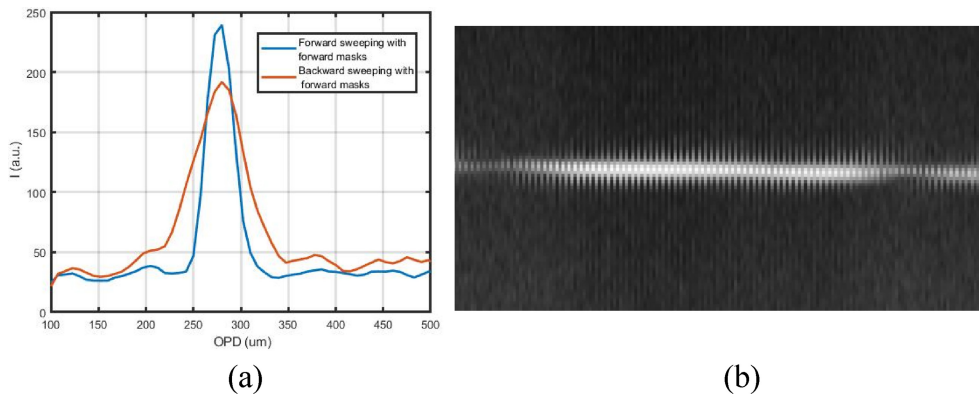 250
200
150
100
50
0
I (a.u.)
Forward sweeping with
forward masks
Backward sweeping with
forward masks
100 150 200 250 300 350 400 450 500
OPD (um)
(a) (b)